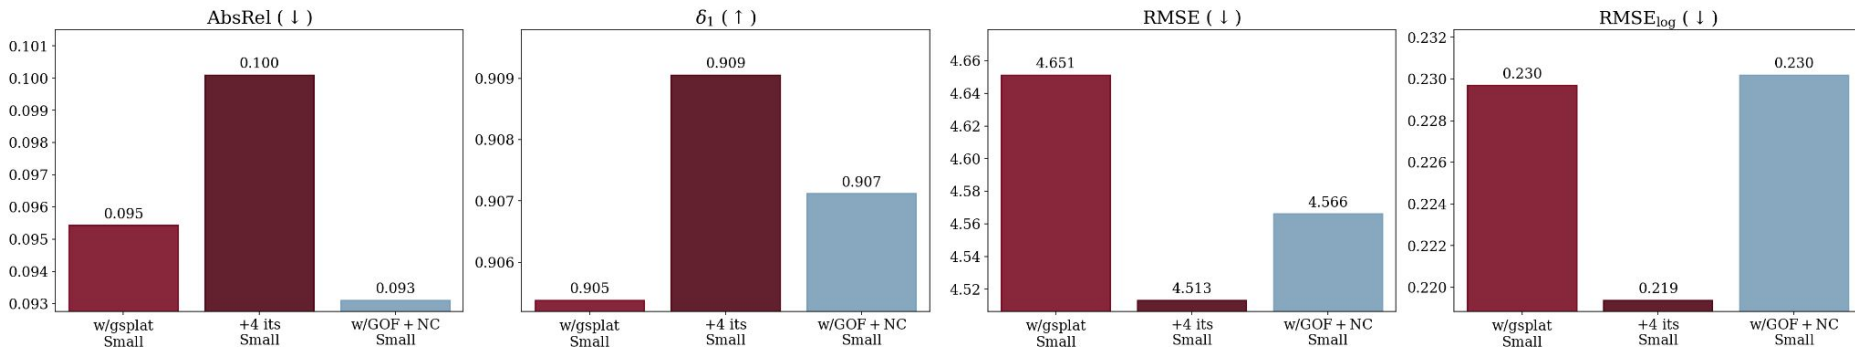 AbsRel (↓)
0.101
0.100
0.099
0.098
0.097
0.096
0.095
0.094
0.093
0.095
0.100
0.093
w/gsplat
Small
+4 its
Small
w/GOF + NC
Small
δ₁ (↑)
0.909
0.908
0.907
0.906
0.905
0.909
0.907
w/gsplat
Small
+4 its
Small
w/GOF + NC
Small
RMSE (↓)
4.66
4.64
4.62
4.60
4.58
4.56
4.54
4.52
4.651
4.513
4.566
w/gsplat
Small
+4 its
Small
w/GOF + NC
Small
RMSElog (↓)
0.232
0.230
0.228
0.226
0.224
0.222
0.220
0.230
0.219
0.230
w/gsplat
Small
+4 its
Small
w/GOF + NC
Small